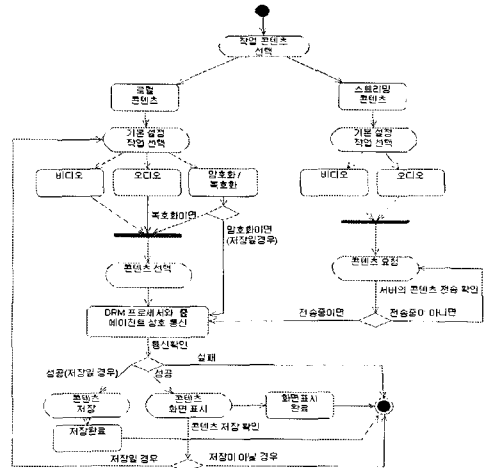 작업 콘텐츠
선택
로컬
콘텐츠
스트리밍
콘텐츠
기본 설정
작업 선택
기본 설정
작업 선택
비디오
오디오
암호화 /
복호화
비디오
오디오
복호화이면
암호화이면
(저장일경우)
콘텐츠 선택
콘텐츠 요청
서버의 콘텐츠 전송 확인
DRM 프로세서와
에이전트 상호 통신
전송중이면
전송중이 아니면
통신확인
성공(저장일 경우)
성공
실패
콘텐츠
저장
콘텐츠
화면 표시
화면표시
완료
저장완료
콘텐츠 저장 확인
저장일 경우
저장이 아닐 경우